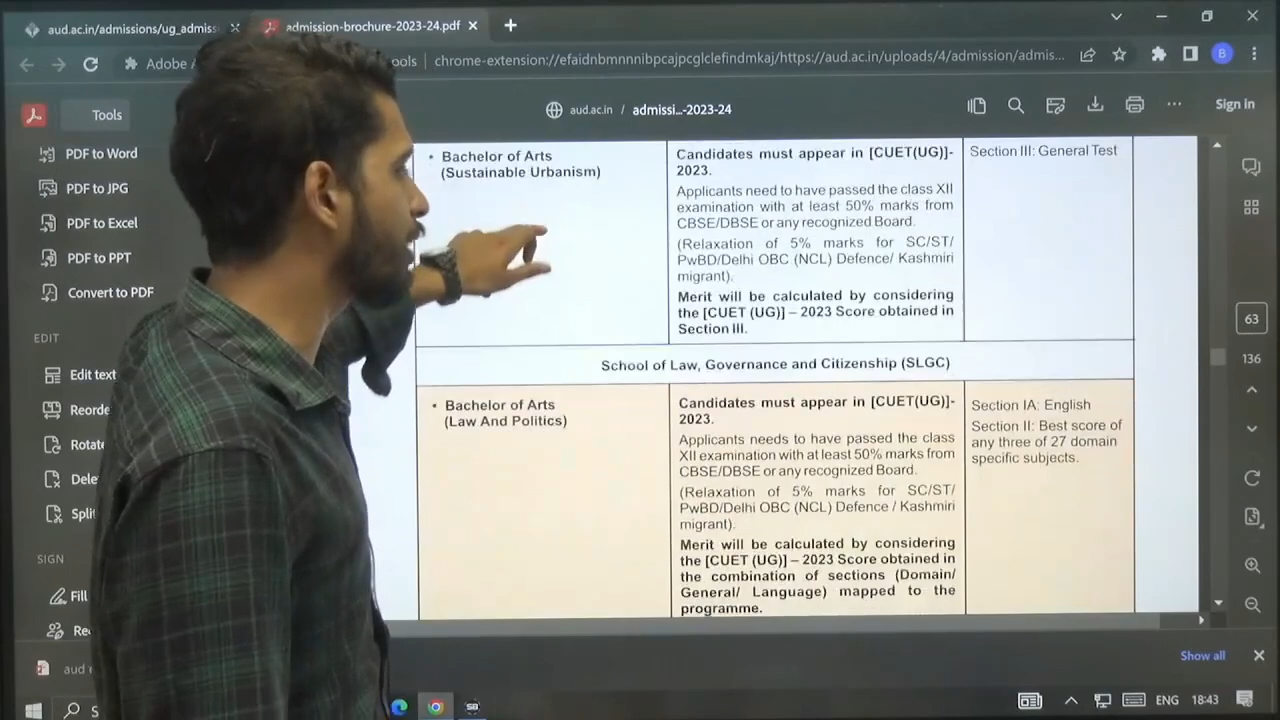 aud.ac.in/admissions/ug_admiss
admission-brochure-2023-24.pdf
Adobe
ools
chrome-extension://efaidnbmnnnibpcajpcglclefindmkaj/https://aud.ac.in/uploads/4/admission/admis...
B
Tools
aud.ac.in / admissi...-2023-24
Sign in
PDF to Word
PDF to JPG
PDF to Excel
PDF to PPT
Convert to PDF
EDIT
Edit text
Reorde
Rotate
Dele
Split
SIGN
Fill
Re
• Bachelor of Arts
(Sustainable Urbanism)
Candidates must appear in [CUET(UG)]-
2023.
Applicants need to have passed the class XII
examination with at least 50% marks from
CBSE/DBSE or any recognized Board.
(Relaxation of 5% marks for SC/ST/
PwBD/Delhi OBC (NCL) Defence/ Kashmiri
migrant).
Merit will be calculated by considering
the [CUET (UG)] – 2023 Score obtained in
Section III.
Section III: General Test
School of Law, Governance and Citizenship (SLGC)
• Bachelor of Arts
(Law And Politics)
Candidates must appear in [CUET(UG)]-
2023.
Applicants needs to have passed the class
XII examination with at least 50% marks from
CBSE/DBSE or any recognized Board.
(Relaxation of 5% marks for SC/ST/
PwBD/Delhi OBC (NCL) Defence / Kashmiri
migrant).
Merit will be calculated by considering
the [CUET (UG)] – 2023 Score obtained in
the combination of sections (Domain/
General/ Language) mapped to the
programme.
Section IA: English
Section II: Best score of
any three of 27 domain
specific subjects.
63
136
aud
Show all
S
SB
ENG
18:43